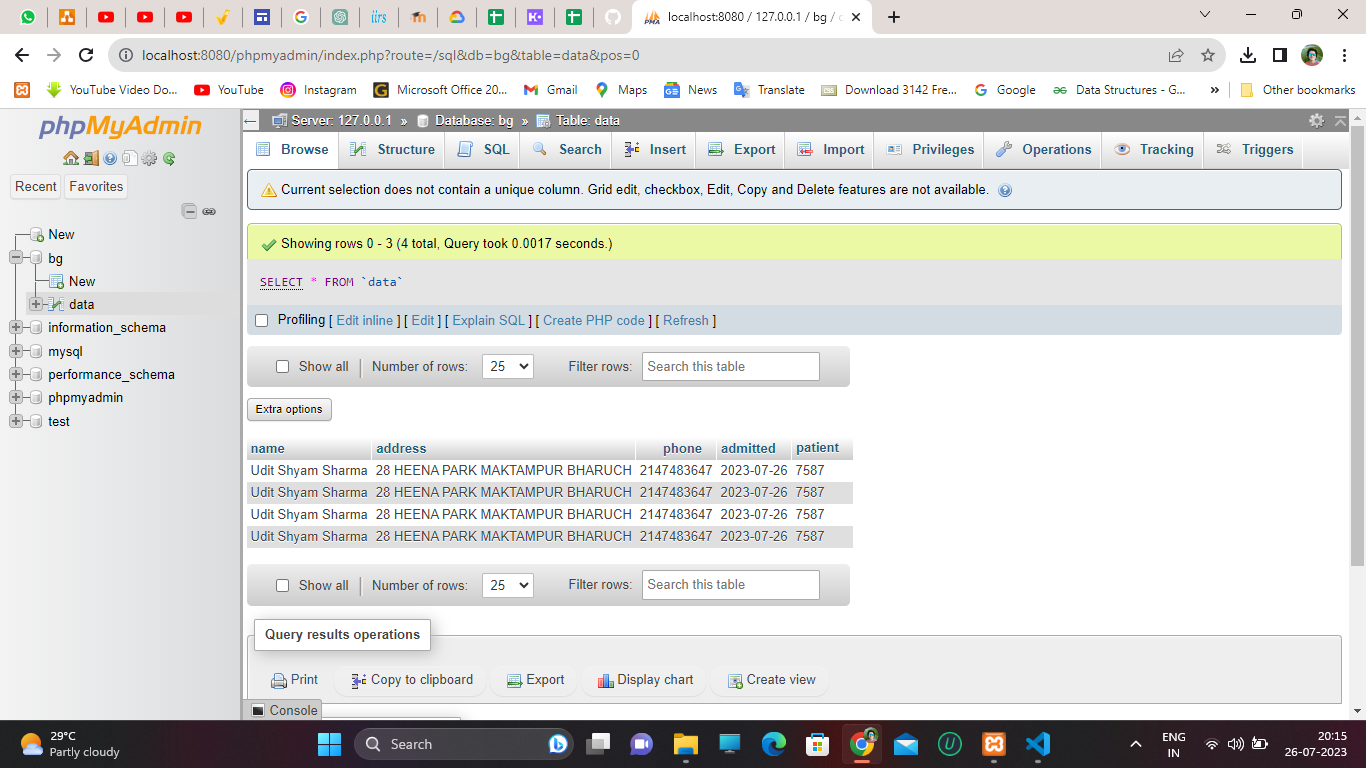 iirs
localhost:8080 / 127.0.0.1 / bg /
localhost:8080/phpmyadmin/index.php?route=/sql&db=bg&table=data&pos=0
YouTube Video Do... YouTube Instagram Microsoft Office 20... Gmail Maps News Translate Download 3142 Fre... Google Data Structures - G... » Other bookmarks
phpMyAdmin
Recent Favorites
New
bg
New
data
information_schema
mysql
performance_schema
phpmyadmin
test
Server: 127.0.0.1 » Database: bg » Table: data
Browse Structure SQL Search Insert Export Import Privileges Operations Tracking Triggers
Current selection does not contain a unique column. Grid edit, checkbox, Edit, Copy and Delete features are not available.
Showing rows 0 - 3 (4 total, Query took 0.0017 seconds.)
SELECT * FROM `data`
Profiling [ Edit inline ] [ Edit ] [ Explain SQL ] [ Create PHP code ] [ Refresh ]
Show all Number of rows: 25 Filter rows: Search this table
Extra options
name address phone admitted patient
Udit Shyam Sharma 28 HEENA PARK MAKTAMPUR BHARUCH 2147483647 2023-07-26 7587
Udit Shyam Sharma 28 HEENA PARK MAKTAMPUR BHARUCH 2147483647 2023-07-26 7587
Udit Shyam Sharma 28 HEENA PARK MAKTAMPUR BHARUCH 2147483647 2023-07-26 7587
Udit Shyam Sharma 28 HEENA PARK MAKTAMPUR BHARUCH 2147483647 2023-07-26 7587
Show all Number of rows: 25 Filter rows: Search this table
Query results operations
Print Copy to clipboard Export Display chart Create view
Console
29°C
Partly cloudy
Search
ENG
IN
20:15
26-07-2023